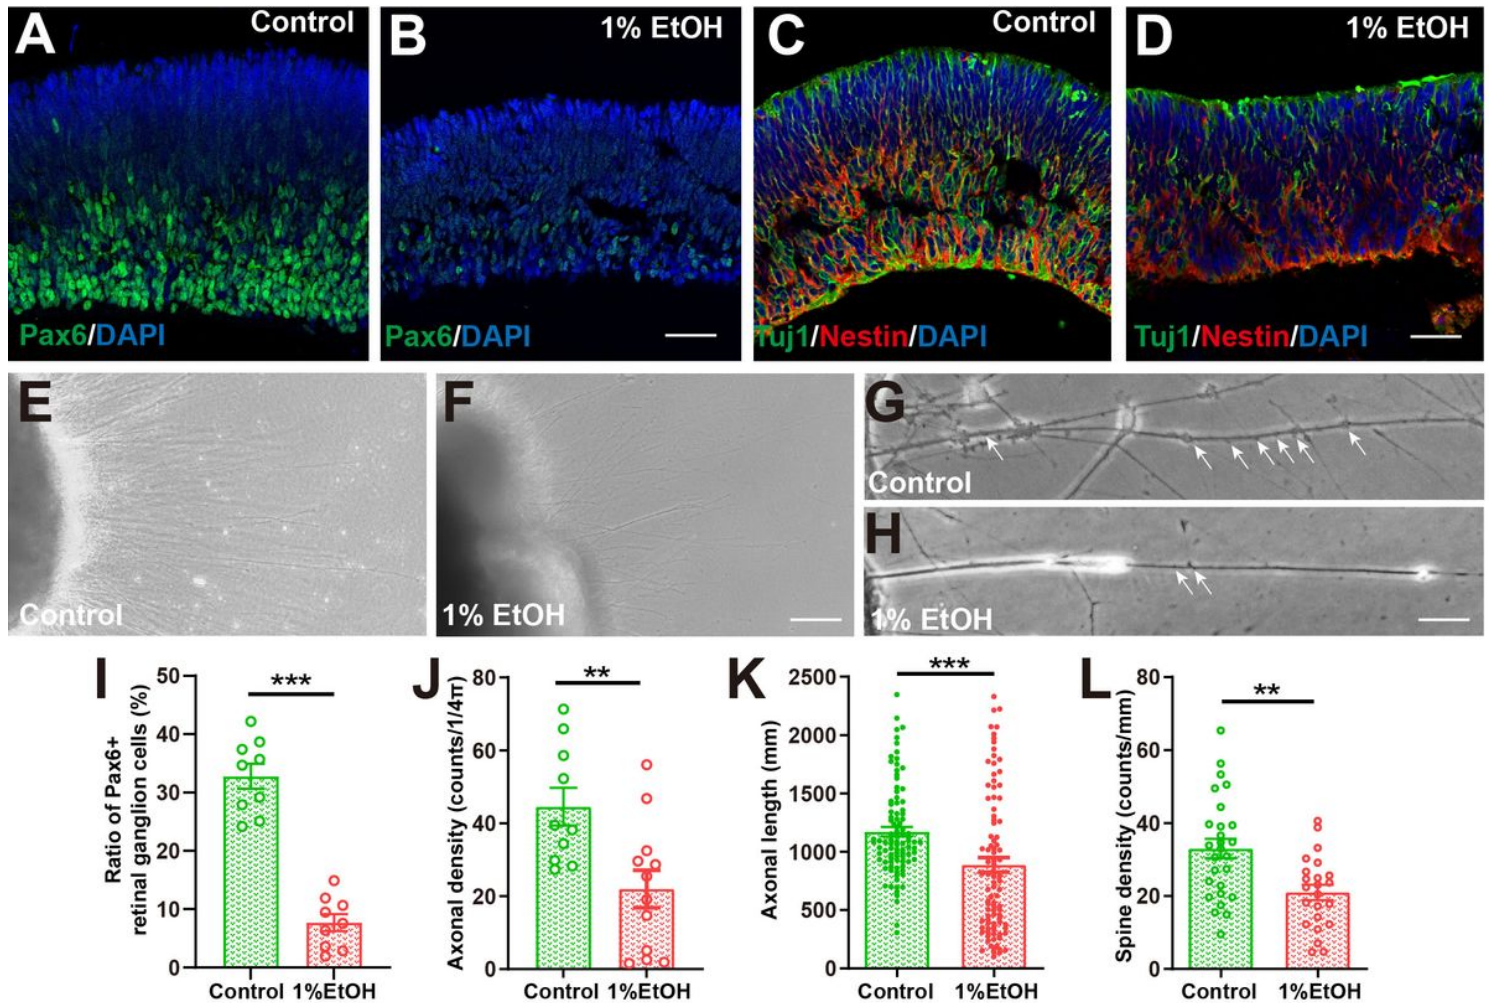 A
Control
B
1% EtOH
C
Control
D
1% EtOH
Pax6/DAPI
Pax6/DAPI
Tuj1/Nestin/DAPI
Tuj1/Nestin/DAPI
E
Control
F
1% EtOH
G
Control
H
1% EtOH
I
Ratio of Pax6+
retinal ganglion cells (%)
50
40
30
20
10
0
***
Control 1%EtOH
J
Axonal density (counts/1/4π)
80
60
40
20
0
**
Control 1%EtOH
K
Axonal length (mm)
2500
2000
1500
1000
500
0
***
Control 1%EtOH
L
Spine density (counts/mm)
80
60
40
20
0
**
Control 1%EtOH